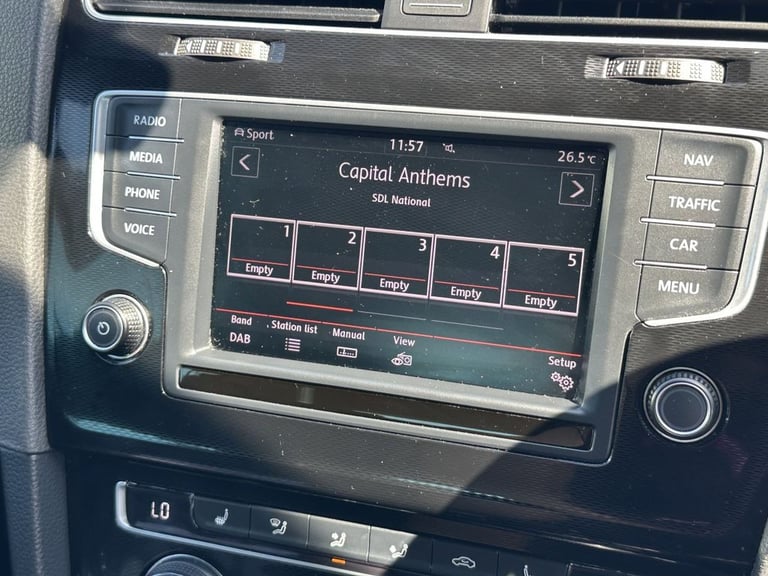 RADIO
MEDIA
PHONE
VOICE
Sport
11:57
26.5°C
Capital Anthems
SDL National
1 2 3 4 5
Empty Empty Empty Empty Empty
Band Station list Manual View Setup
DAB
NAV
TRAFFIC
CAR
MENU
LO